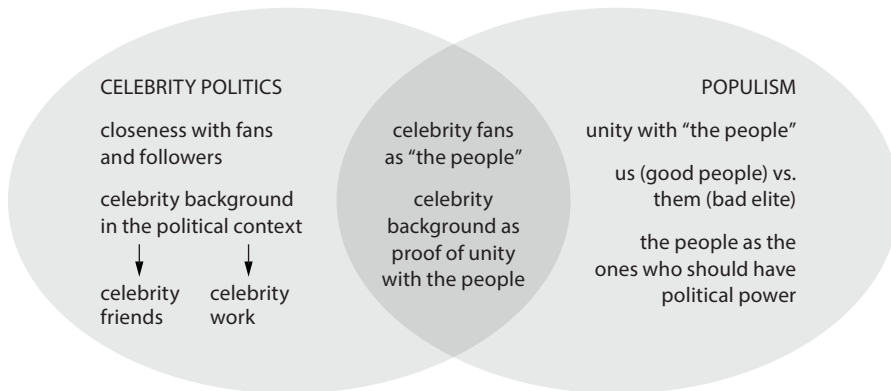 CELEBRITY POLITICS
closeness with fans
and followers
celebrity background
in the political context
celebrity
friends
celebrity
work
celebrity fans
as “the people”
celebrity
background as
proof of unity
with the people
POPULISM
unity with “the people”
us (good people) vs.
them (bad elite)
the people as the
ones who should have
political power